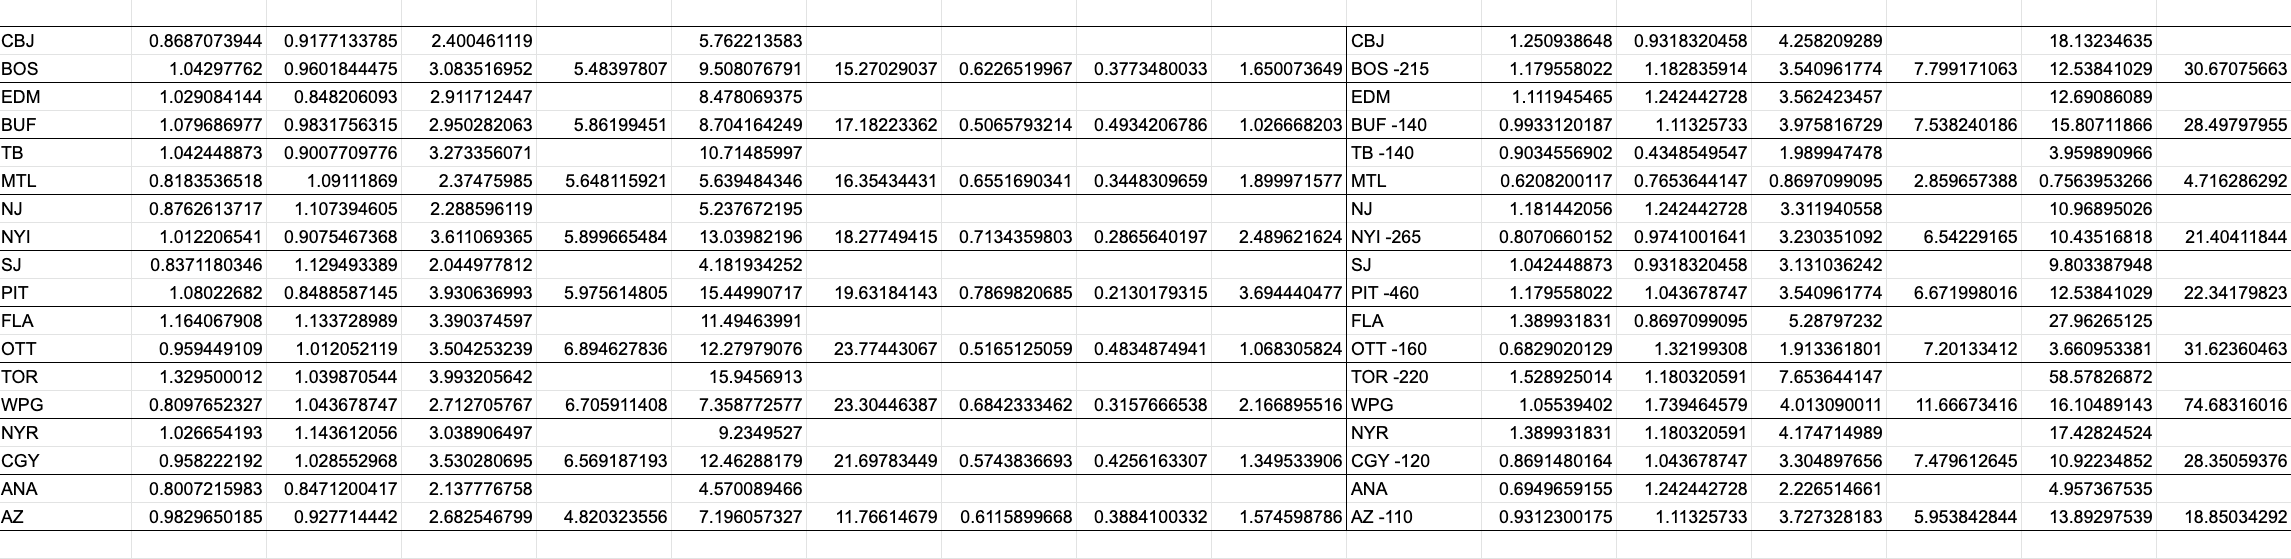 CBJ 0.8687073944 0.9177133785 2.400461119 5.762213583 CBJ 1.250938648 0.9318320458 4.258209289 18.13234635
BOS 1.04297762 0.9601844475 3.083516952 5.48397807 9.508076791 15.27029037 0.6226519967 0.3773480033 1.650073649 BOS -215 1.179558022 1.182835914 3.540961774 7.799171063 12.53841029 30.67075663
EDM 1.029084144 0.848206093 2.911712447 8.478069375 EDM 1.111945465 1.242442728 3.562423457 12.69086089
BUF 1.079686977 0.9831756315 2.950282063 5.86199451 8.704164249 17.18223362 0.5065793214 0.4934206786 1.026668203 BUF -140 0.9933120187 1.11325733 3.975816729 7.538240186 15.80711866 28.49797955
TB 1.042448873 0.9007709776 3.273356071 10.71485997 TB -140 0.9034556902 0.4348549547 1.989947478 3.959890966
MTL 0.8183536518 1.09111869 2.37475985 5.648115921 5.639484346 16.35434431 0.6551690341 0.3448309659 1.899971577 MTL 0.6208200117 0.7653644147 0.8697099095 2.859657388 0.7563953266 4.716286292
NJ 0.8762613717 1.107394605 2.288596119 5.237672195 NJ 1.181442056 1.242442728 3.311940558 10.96895026
NYI 1.012206541 0.9075467368 3.611069365 5.899665484 13.03982196 18.27749415 0.7134359803 0.2865640197 2.489621624 NYI -265 0.8070660152 0.9741001641 3.230351092 6.54229165 10.43516818 21.40411844
SJ 0.8371180346 1.129493389 2.044977812 4.181934252 SJ 1.042448873 0.9318320458 3.131036242 9.803387948
PIT 1.08022682 0.8488587145 3.930636993 5.975614805 15.44990717 19.63184143 0.7869820685 0.2130179315 3.694440477 PIT -460 1.179558022 1.043678747 3.540961774 6.671998016 12.53841029 22.34179823
FLA 1.164067908 1.133728989 3.390374597 11.49463991 FLA 1.389931831 0.8697099095 5.28797232 27.96265125
OTT 0.959449109 1.012052119 3.504253239 6.894627836 12.27979076 23.77443067 0.5165125059 0.4834874941 1.068305824 OTT -160 0.6829020129 1.32199308 1.913361801 7.20133412 3.660953381 31.62360463
TOR 1.329500012 1.039870544 3.993205642 15.9456913 TOR -220 1.528925014 1.180320591 7.653644147 58.57826872
WPG 0.8097652327 1.043678747 2.712705767 6.705911408 7.358772577 23.30446387 0.6842333462 0.3157666538 2.166895516 WPG 1.05539402 1.739464579 4.013090011 11.66673416 16.10489143 74.68316016
NYR 1.026654193 1.143612056 3.038906497 9.2349527 NYR 1.389931831 1.180320591 4.174714989 17.42824524
CGY 0.958222192 1.028552968 3.530280695 6.569187193 12.46288179 21.69783449 0.5743836693 0.4256163307 1.349533906 CGY -120 0.8691480164 1.043678747 3.304897656 7.479612645 10.92234852 28.35059376
ANA 0.8007215983 0.8471200417 2.137776758 4.570089466 ANA 0.6949659155 1.242442728 2.226514661 4.957367535
AZ 0.9829650185 0.927714442 2.682546799 4.820323556 7.196057327 11.76614679 0.6115899668 0.3884100332 1.574598786 AZ -110 0.9312300175 1.11325733 3.727328183 5.953842844 13.89297539 18.85034292